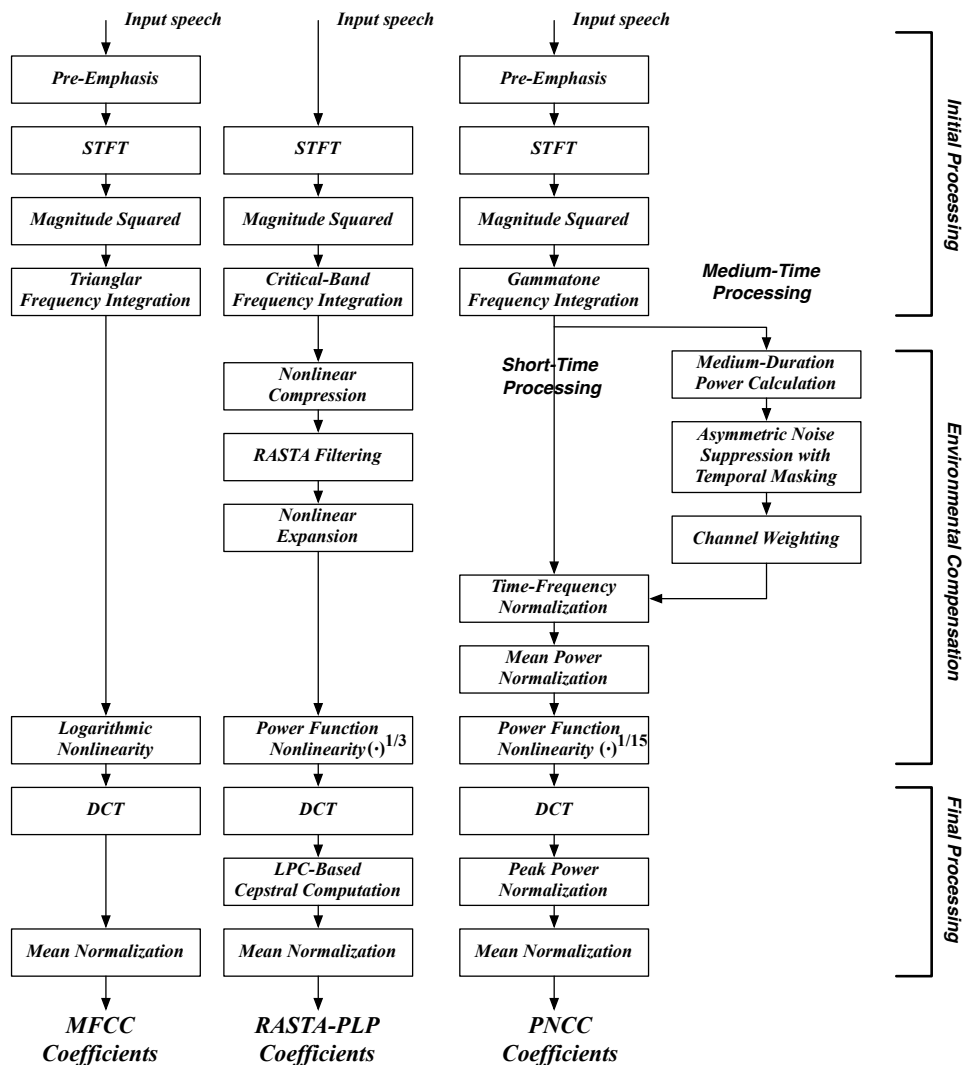 Input speech
Pre-Emphasis
STFT
Magnitude Squared
Trianglar
Frequency Integration
Logarithmic
Nonlinearity
DCT
Mean Normalization
MFCC
Coefficients
Input speech
STFT
Magnitude Squared
Critical-Band
Frequency Integration
Nonlinear
Compression
RASTA Filtering
Nonlinear
Expansion
Power Function
Nonlinearity (·)^1/3
DCT
LPC-Based
Cepstral Computation
Mean Normalization
RASTA-PLP
Coefficients
Input speech
Pre-Emphasis
STFT
Magnitude Squared
Gammatone
Frequency Integration
Short-Time
Processing
Time-Frequency
Normalization
Mean Power
Normalization
Power Function
Nonlinearity (·)^1/15
DCT
Peak Power
Normalization
Mean Normalization
PNCC
Coefficients
Medium-Time
Processing
Medium-Duration
Power Calculation
Asymmetric Noise
Suppression with
Temporal Masking
Channel Weighting
Initial Processing
Environmental Compensation
Final Processing